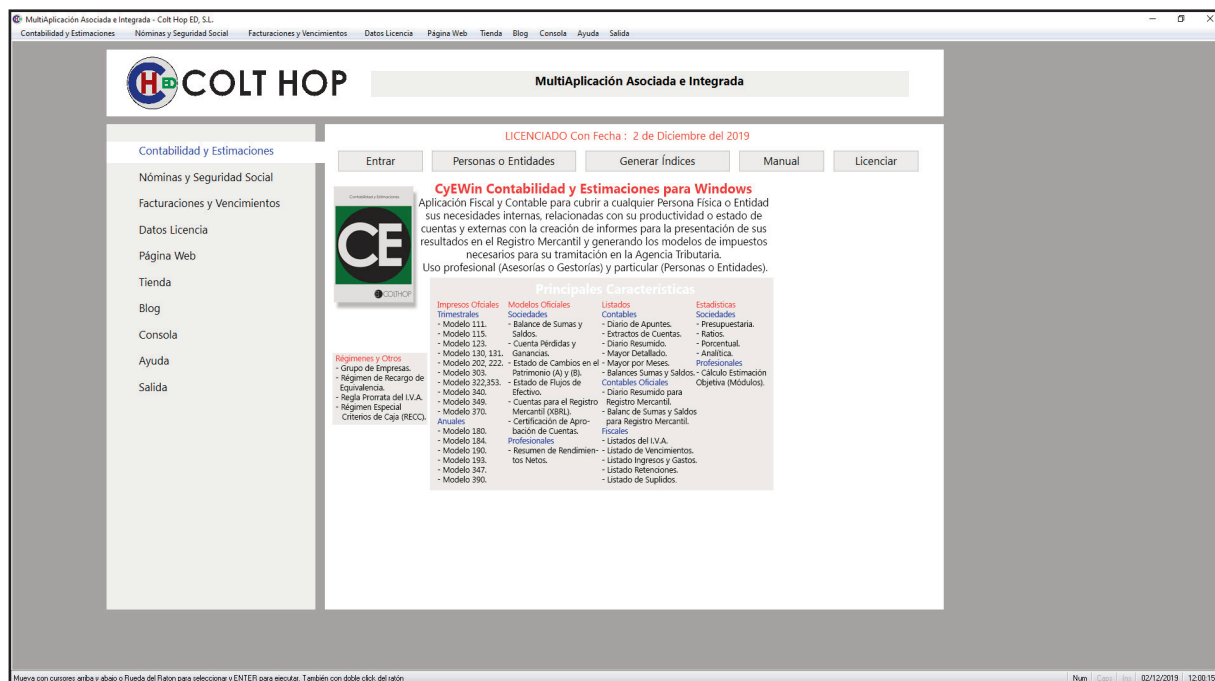 MultiAplicación Asociada e Integrada - Colt Hop ED, S.L.
Contabilidad y Estimaciones Nóminas y Seguridad Social Facturaciones y Vencimientos Datos Licencia Página Web Tienda Blog Consola Ayuda Salida
CH ED COLT HOP
MultiAplicación Asociada e Integrada
Contabilidad y Estimaciones
Nóminas y Seguridad Social
Facturaciones y Vencimientos
Datos Licencia
Página Web
Tienda
Blog
Consola
Ayuda
Salida
LICENCIADO Con Fecha : 2 de Diciembre del 2019
Entrar Personas o Entidades Generar Índices Manual Licenciar
Contabilidad y Estimaciones
CE
COLTHOP
CyEWin Contabilidad y Estimaciones para Windows
Aplicación Fiscal y Contable para cubrir a cualquier Persona Física o Entidad
sus necesidades internas, relacionadas con su productividad o estado de
cuentas y externas con la creación de informes para la presentación de sus
resultados en el Registro Mercantil y generando los modelos de impuestos
necesarios para su tramitación en la Agencia Tributaria.
Uso profesional (Asesorías o Gestorías) y particular (Personas o Entidades).
Régimenes y Otros
- Grupo de Empresas.
- Régimen de Recargo de
Equivalencia.
- Regla Prorrata del I.V.A.
- Régimen Especial
Criterios de Caja (RECC).
Principales Características
Impresos Ofciales
Trimestrales
- Modelo 111.
- Modelo 115.
- Modelo 123.
- Modelo 130, 131.
- Modelo 202, 222.
- Modelo 303.
- Modelo 322,353.
- Modelo 340.
- Modelo 349.
- Modelo 370.
Anuales
- Modelo 180.
- Modelo 184.
- Modelo 190.
- Modelo 193.
- Modelo 347.
- Modelo 390.
Modelos Oficiales
Sociedades
- Balance de Sumas y
Saldos.
- Cuenta Pérdidas y
Ganancias.
- Estado de Cambios en el
Patrimonio (A) y (B).
- Estado de Flujos de
Efectivo.
- Cuentas para el Registro
Mercantil (XBRL).
- Certificación de Apro-
bación de Cuentas.
Profesionales
- Resumen de Rendimien-
tos Netos.
Listados
Contables
- Diario de Apuntes.
- Extractos de Cuentas.
- Diario Resumido.
- Mayor Detallado.
- Mayor por Meses.
- Balances Sumas y Saldos.
Contables Oficiales
- Diario Resumido para
Registro Mercantil.
- Balanc de Sumas y Saldos
para Registro Mercantil.
Fiscales
- Listados del I.V.A.
- Listado de Vencimientos.
- Listado Ingresos y Gastos.
- Listado Retenciones.
- Listado de Suplidos.
Estadísticas
Sociedades
- Presupuestaria.
- Ratios.
- Porcentual.
- Analítica.
Profesionales
- Cálculo Estimación
Objetiva (Módulos).
Mueva con cursores arriba y abajo o Rueda del Raton para seleccionar y ENTER para ejecutar. También con doble click del ratón
Num Caps Ins 02/12/2019 12:00:15